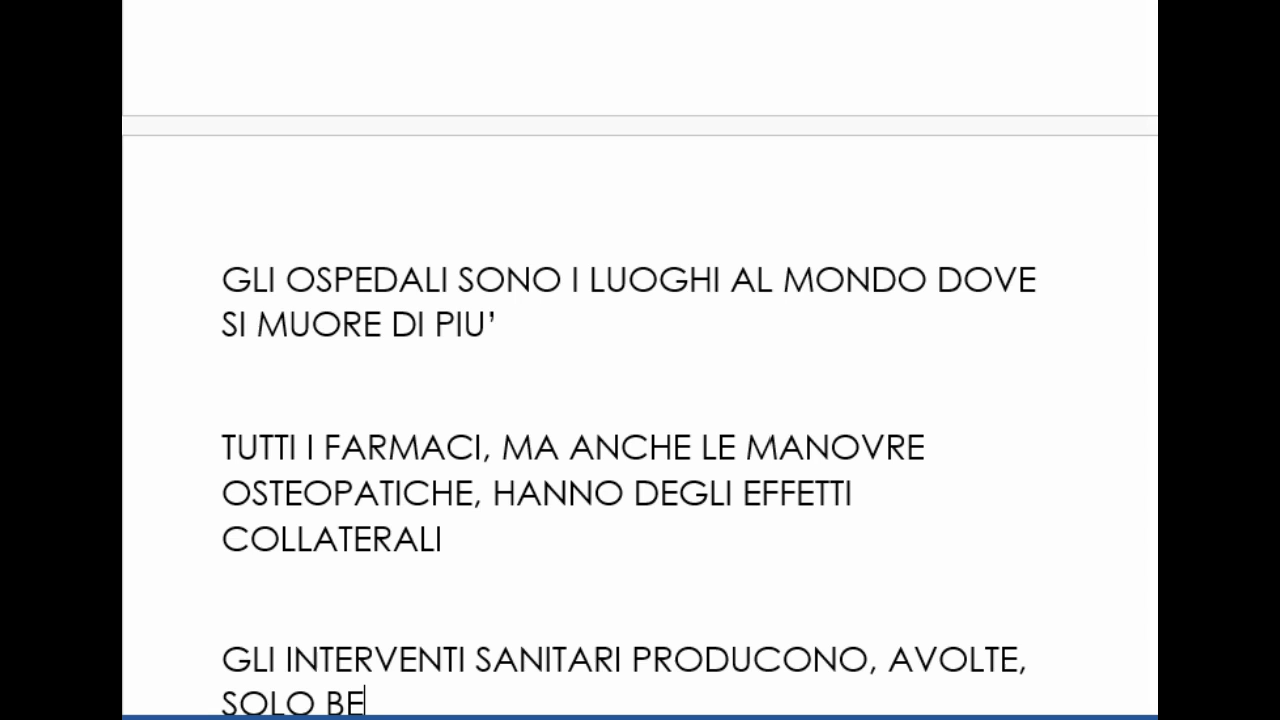 GLI OSPEDALI SONO I LUOGHI AL MONDO DOVE
SI MUORE DI PIU’
TUTTI I FARMACI, MA ANCHE LE MANOVRE
OSTEOPATICHE, HANNO DEGLI EFFETTI
COLLATERALI
GLI INTERVENTI SANITARI PRODUCONO, AVOLTE,
SOLO BE